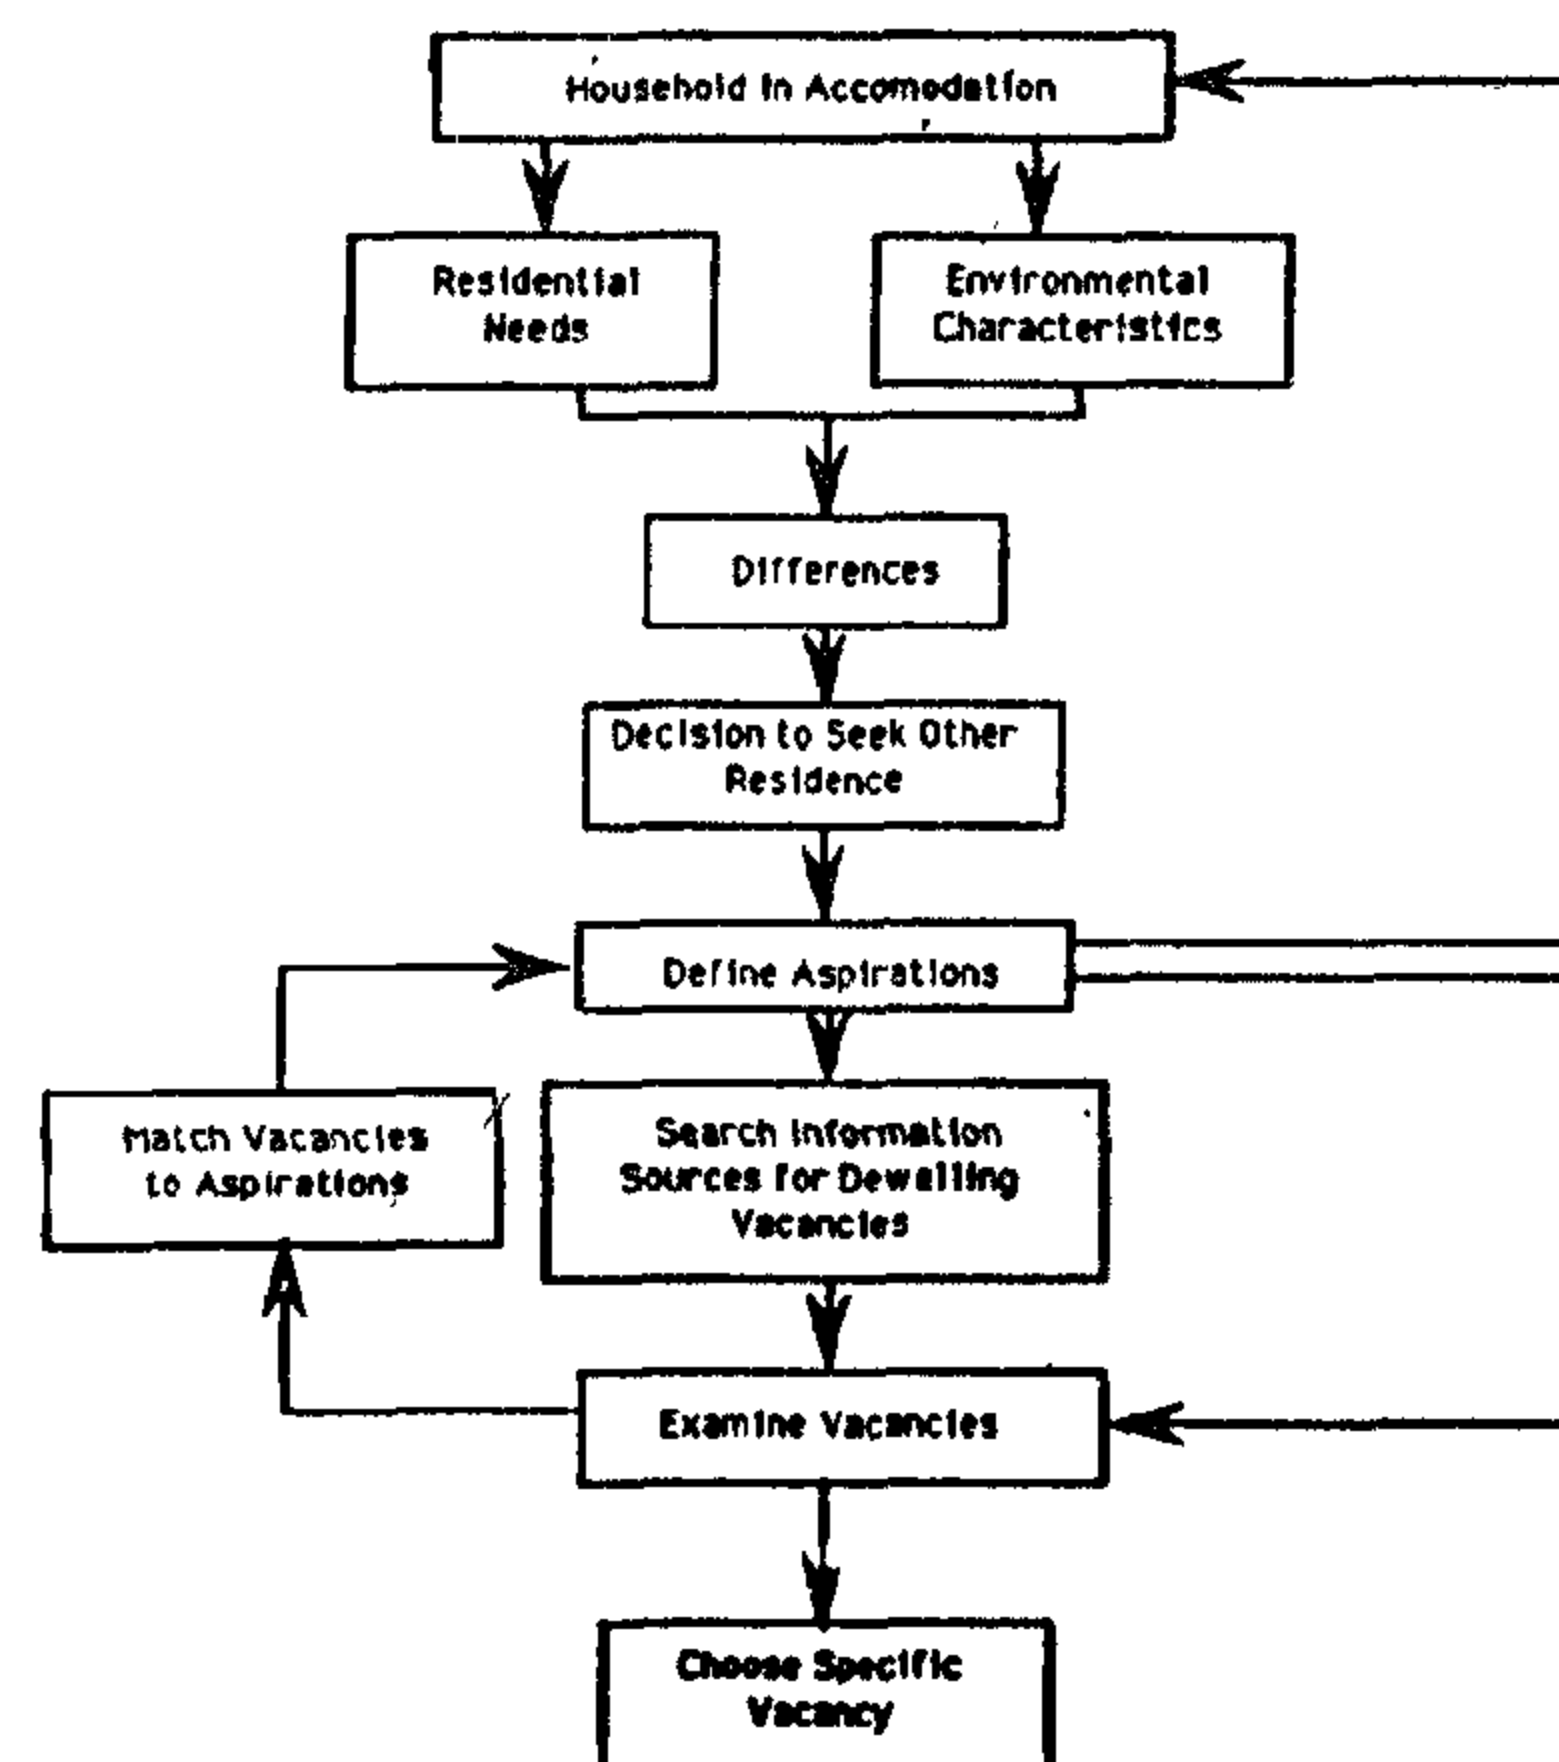 Household in Accomodation
Residential
Needs
Environmental
Characteristics
Differences
Decision to Seek Other
Residence
Define Aspirations
Match Vacancies
to Aspirations
Search Information
Sources for Dewelling
Vacancies
Examine Vacancies
Choose Specific
Vacancy